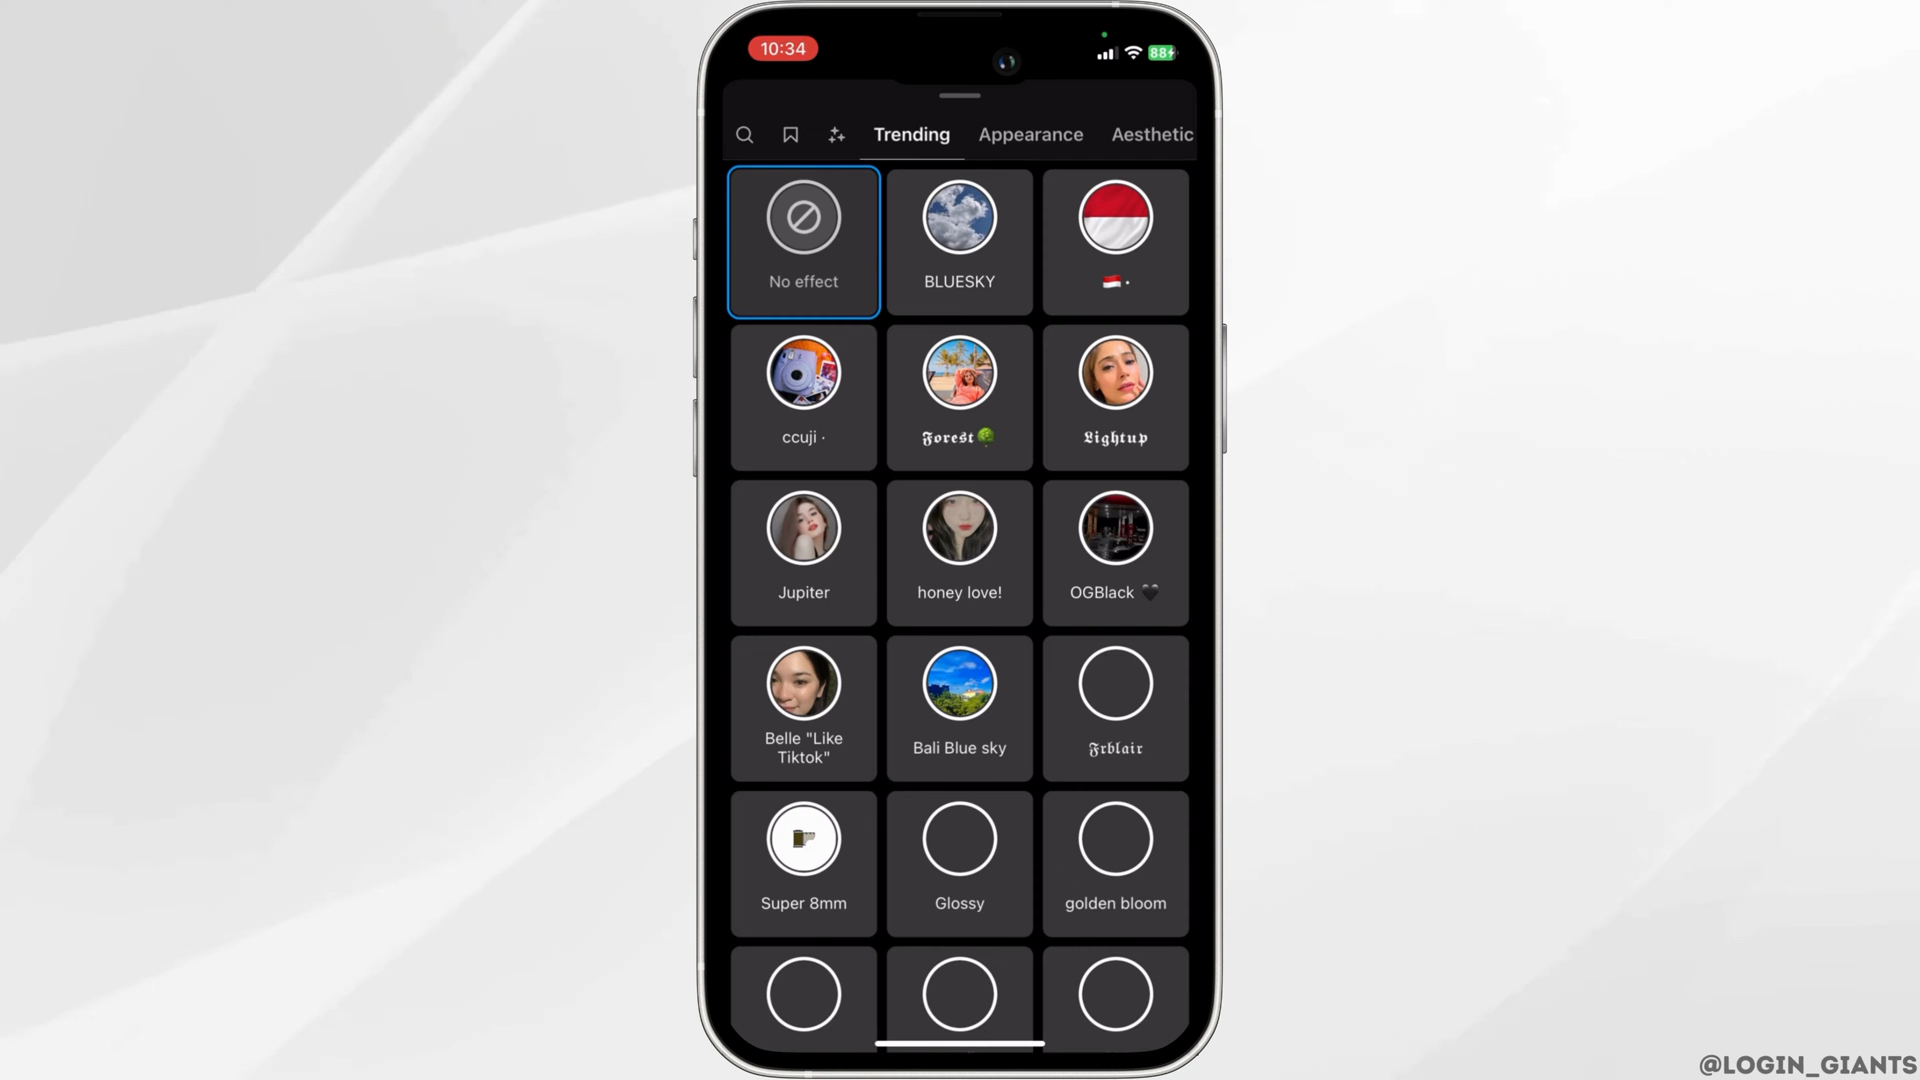 10:34
88
Trending Appearance Aesthetic
No effect BLUESKY 🇮🇩 •
ccuji · 𝕱𝖔𝖗𝖊𝖘𝖙🌳 𝕷𝖎𝖌𝖍𝖙𝖚𝖕
Jupiter honey love! OGBlack 🖤
Belle "Like
Tiktok"
Bali Blue sky 𝔉𝔯𝔟𝔩𝔞𝔦𝔯
Super 8mm Glossy golden bloom
@LOGIN_GIANTS